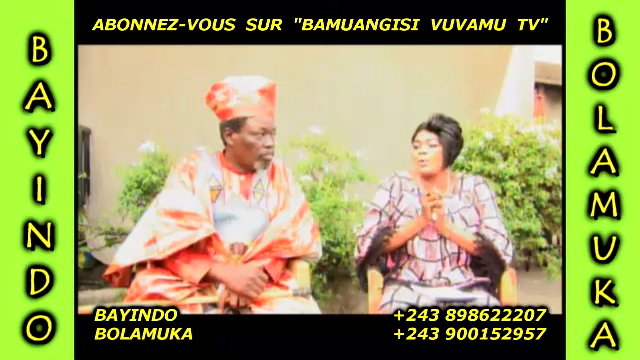 ABONNEZ-VOUS SUR "BAMUANGISI VUVAMU TV"
BAYINDO
BOLAMUKA
BAYINDO +243 898622207
BOLAMUKA +243 900152957